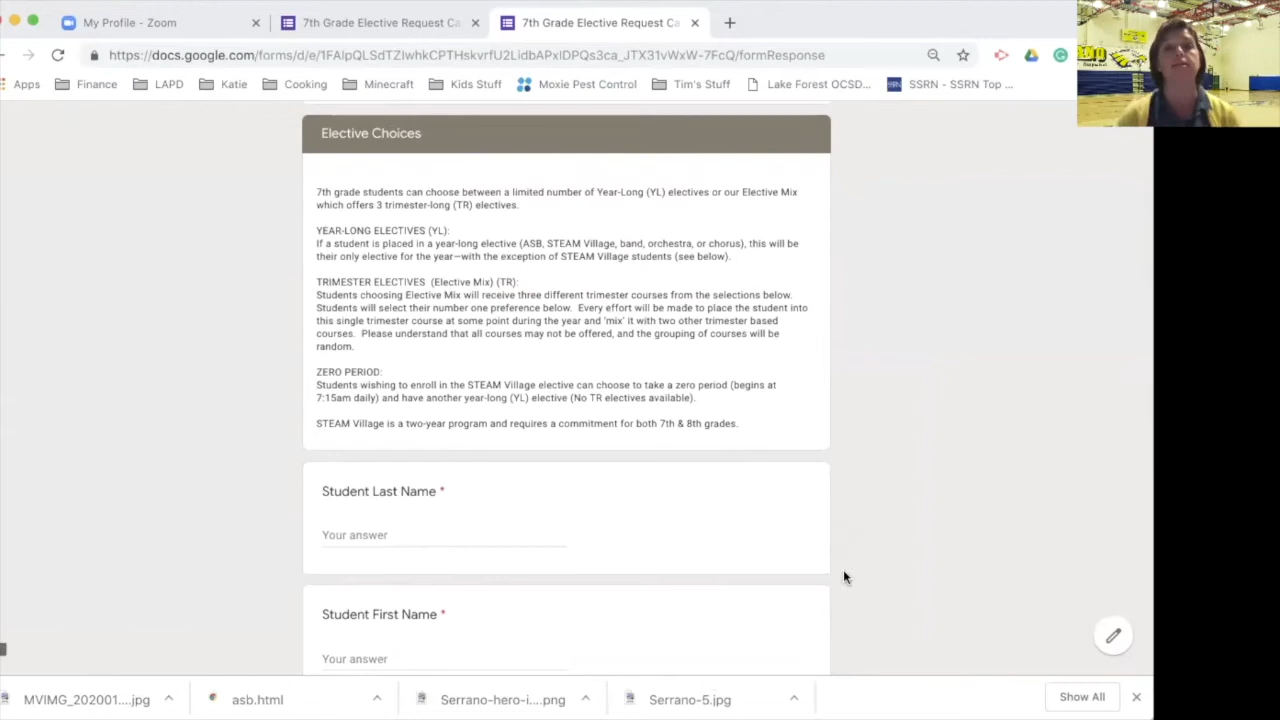 My Profile - Zoom
7th Grade Elective Request Ca
7th Grade Elective Request Ca
https://docs.google.com/forms/d/e/1FAIpQLSdTZIwhkCPTHskvrfU2LidbAPxlDPQs3ca_JTX31vWxW-7FcQ/formResponse
Apps
Finance
LAPD
Katie
Cooking
Minecraft
Kids Stuff
Moxie Pest Control
Tim's Stuff
Lake Forest OCSD...
SSRN - SSRN Top ...
Elective Choices
7th grade students can choose between a limited number of Year-Long (YL) electives or our Elective Mix
which offers 3 trimester-long (TR) electives.
YEAR-LONG ELECTIVES (YL):
If a student is placed in a year-long elective (ASB, STEAM Village, band, orchestra, or chorus), this will be
their only elective for the year—with the exception of STEAM Village students (see below).
TRIMESTER ELECTIVES (Elective Mix) (TR):
Students choosing Elective Mix will receive three different trimester courses from the selections below.
Students will select their number one preference below. Every effort will be made to place the student into
this single trimester course at some point during the year and 'mix' it with two other trimester based
courses. Please understand that all courses may not be offered, and the grouping of courses will be
random.
ZERO PERIOD:
Students wishing to enroll in the STEAM Village elective can choose to take a zero period (begins at
7:15am daily) and have another year-long (YL) elective (No TR electives available).
STEAM Village is a two-year program and requires a commitment for both 7th & 8th grades.
Student Last Name *
Your answer
Student First Name *
Your answer
MVIMG_202001....jpg
asb.html
Serrano-hero-i....png
Serrano-5.jpg
Show All